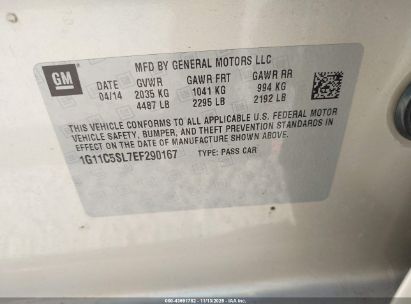 MFD BY GENERAL MOTORS LLC
GM
DATE GVWR GAWR FRT GAWR RR
04/14 2035 KG 1041 KG 994 KG
4487 LB 2295 LB 2192 LB
THIS VEHICLE CONFORMS TO ALL APPLICABLE U.S. FEDERAL MOTOR
VEHICLE SAFETY, BUMPER, AND THEFT PREVENTION STANDARDS IN
EFFECT ON THE DATE OF MANUFACTURE SHOWN ABOVE.
1G11C5SL7EF290167 TYPE: PASS CAR